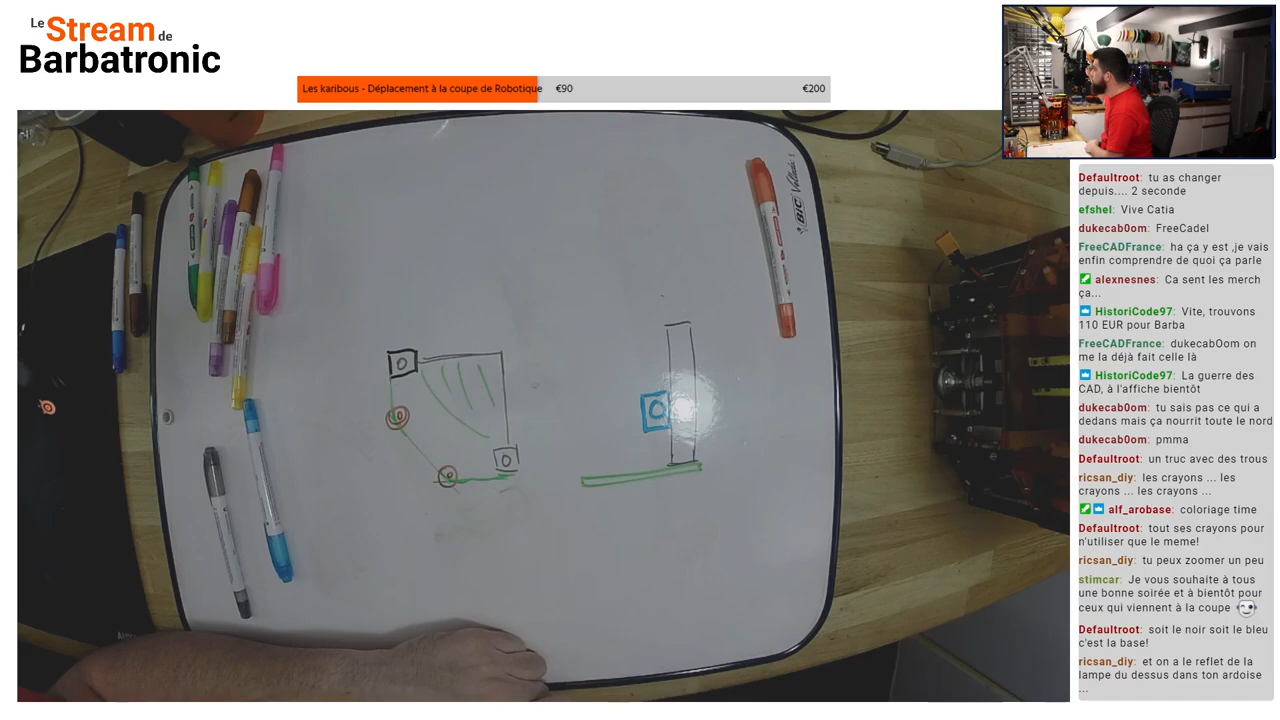 Le Stream de
Barbatronic
Les karibous - Déplacement à la coupe de Robotique €90 €200
BIC Velleda
Defaultroot: tu as changer
depuis.... 2 seconde
efshel: Vive Catia
dukecab0om: FreeCadel
FreeCADFrance: ha ça y est ,je vais
enfin comprendre de quoi ça parle
alexnesnes: Ca sent les merch
ça...
HistoriCode97: Vite, trouvons
110 EUR pour Barba
FreeCADFrance: dukecabOom on
me la déjà fait celle là
HistoriCode97: La guerre des
CAD, à l'affiche bientôt
dukecab0om: tu sais pas ce qui a
dedans mais ça nourrit toute le nord
dukecab0om: pmma
Defaultroot: un truc avec des trous
ricsan_diy: les crayons ... les
crayons ... les crayons ...
alf_arobase: coloriage time
Defaultroot: tout ses crayons pour
n'utiliser que le meme!
ricsan_diy: tu peux zoomer un peu
stimcar: Je vous souhaite à tous
une bonne soirée et à bientôt pour
ceux qui viennent à la coupe
Defaultroot: soit le noir soit le bleu
c'est la base!
ricsan_diy: et on a le reflet de la
lampe du dessus dans ton ardoise
...